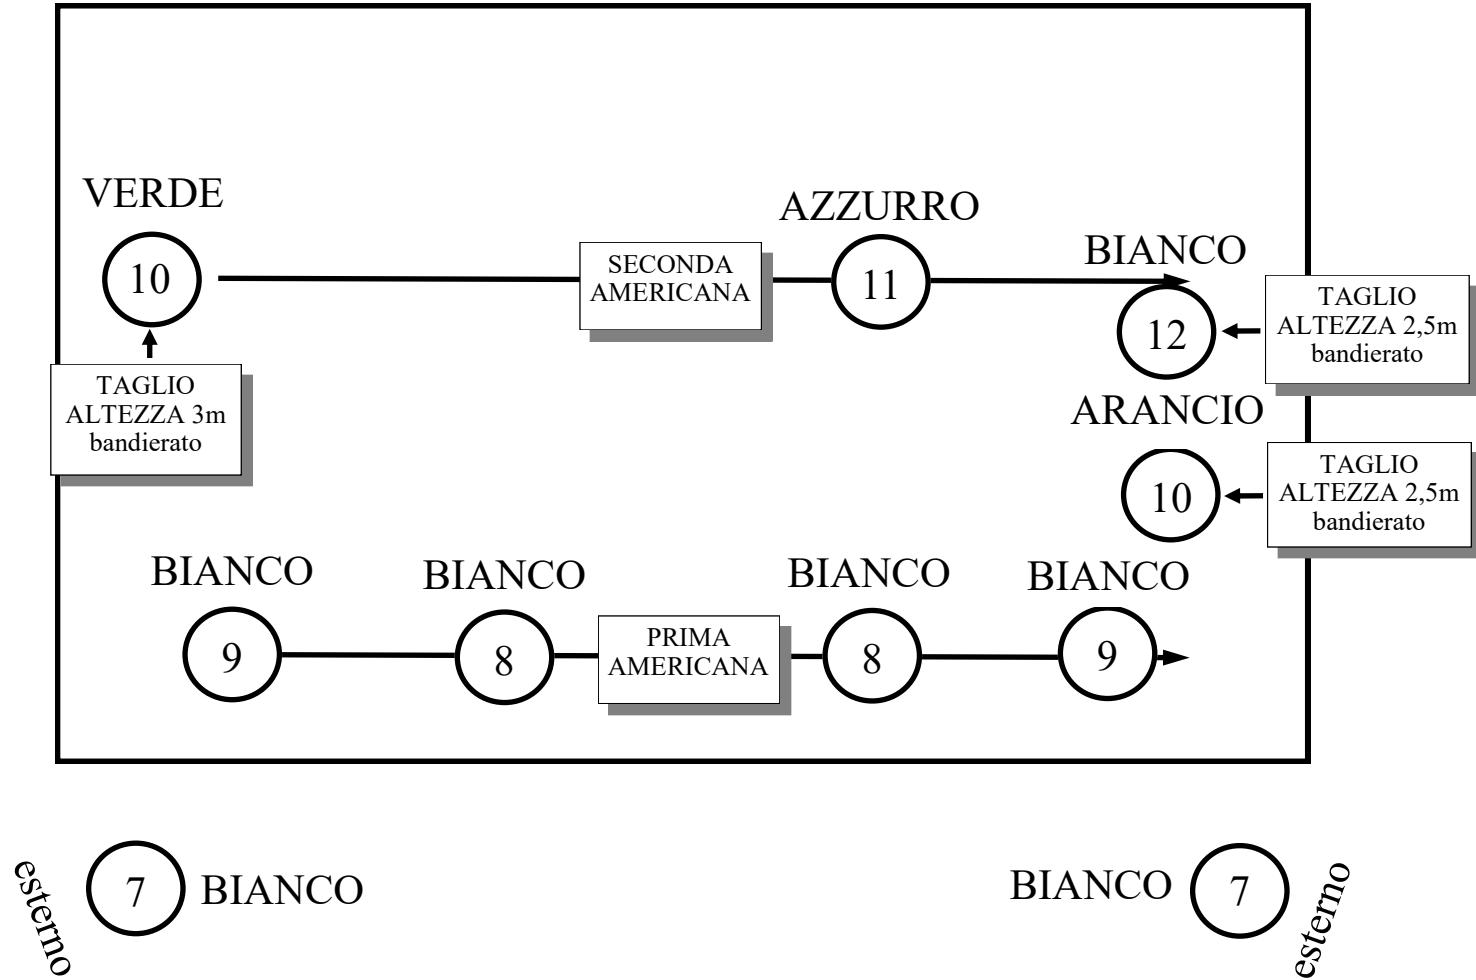 VERDE
AZZURRO
BIANCO
10
SECONDA
AMERICANA
11
12
TAGLIO
ALTEZZA 2,5m
bandierato
TAGLIO
ALTEZZA 3m
bandierato
ARANCIO
10
TAGLIO
ALTEZZA 2,5m
bandierato
BIANCO
BIANCO
BIANCO
BIANCO
9
8
PRIMA
AMERICANA
8
9
esterno
7
BIANCO
BIANCO
7
esterno